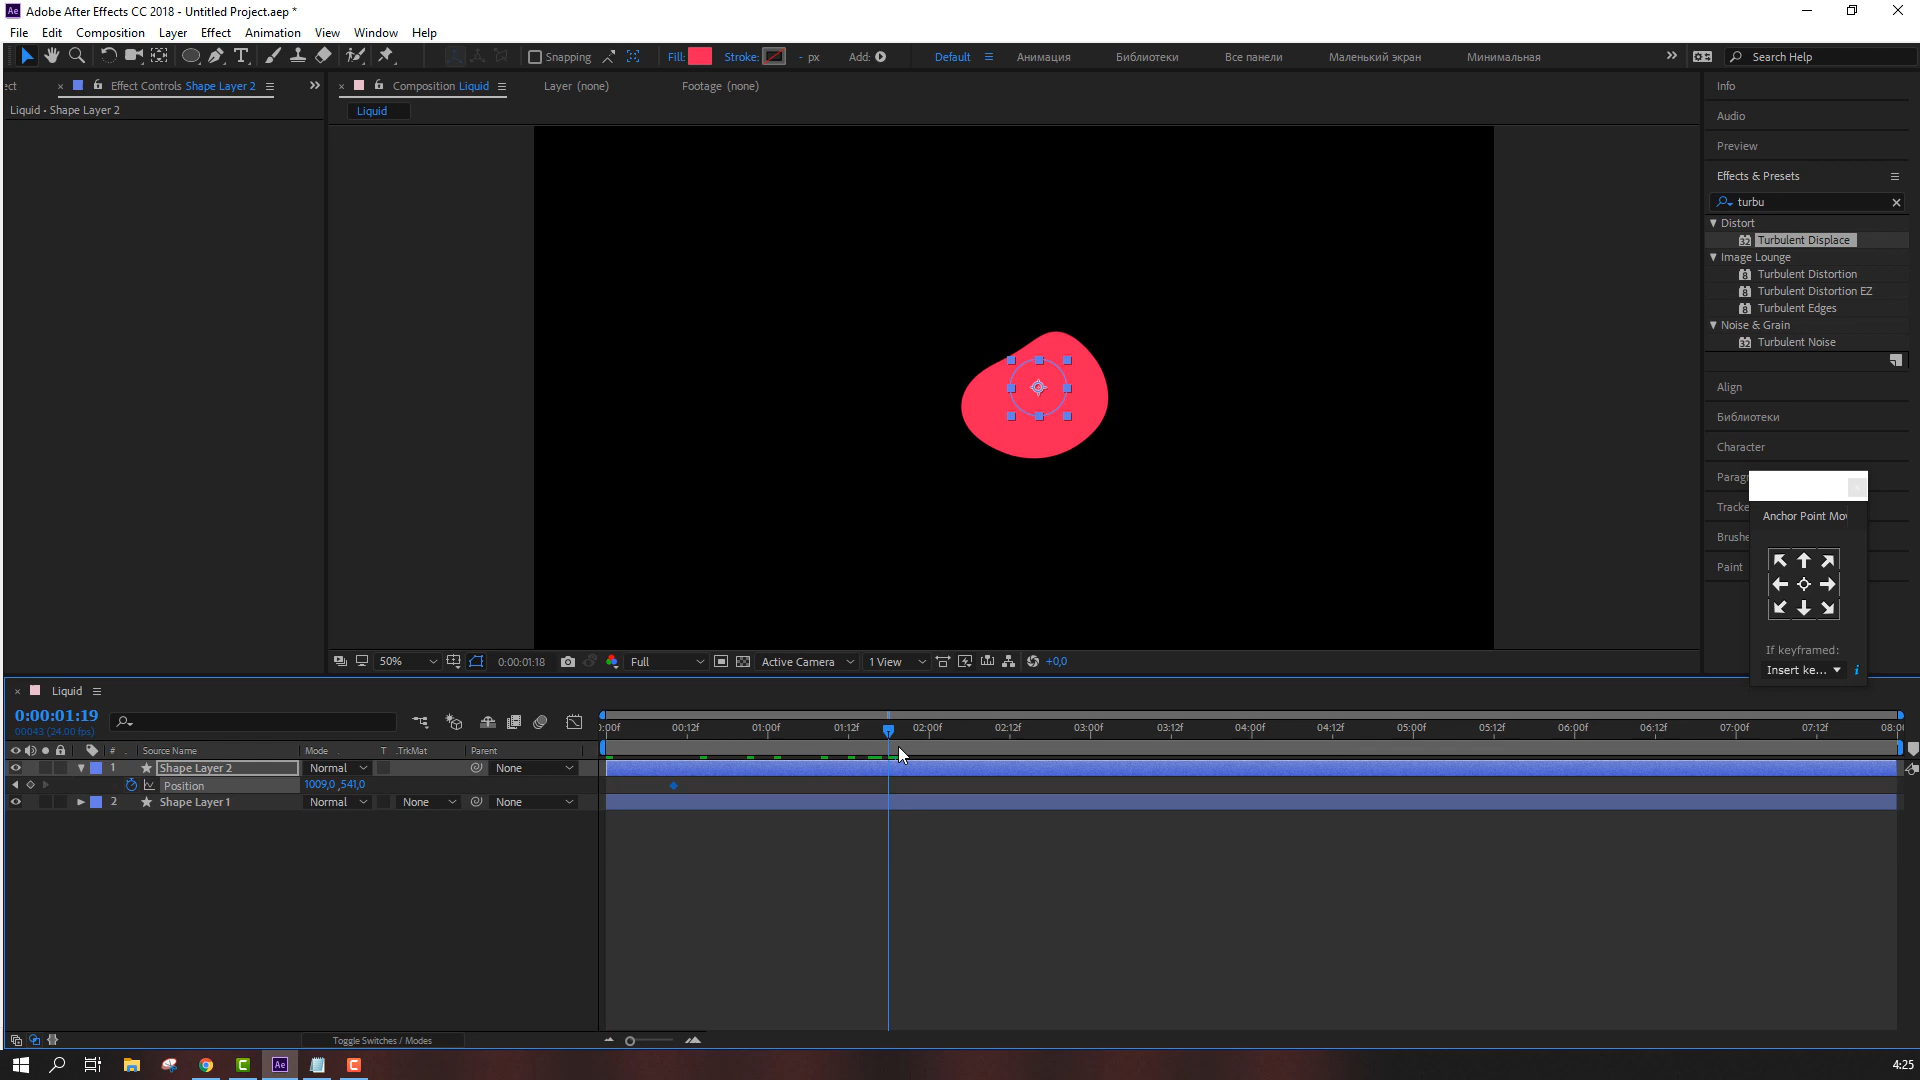 Adobe After Effects CC 2018 - Untitled Project.aep *
File Edit Composition Layer Effect Animation View Window Help
Snapping Fill: Stroke: - px Add: Default Анимация Библиотеки Все панели Маленький экран Минимальная Search Help
ect × Effect Controls Shape Layer 2 × Composition Liquid Layer (none) Footage (none)
Liquid • Shape Layer 2
Liquid
Info
Audio
Preview
Effects & Presets
turbu
Distort
32 Turbulent Displace
Image Lounge
8 Turbulent Distortion
8 Turbulent Distortion EZ
8 Turbulent Edges
Noise & Grain
32 Turbulent Noise
Align
Библиотеки
Character
Paragr
Tracke
Brushe
Paint
Anchor Point Mov
If keyframed:
Insert ke...
50% 0:00:01:18 Full Active Camera 1 View +0,0
× Liquid
0:00:01:19
00043 (24.00 fps)
):00f 00:12f 01:00f 01:12f 02:00f 02:12f 03:00f 03:12f 04:00f 04:12f 05:00f 05:12f 06:00f 06:12f 07:00f 07:12f 08:00
# Source Name Mode T .TrkMat Parent
1 Shape Layer 2 Normal None
Position 1009,0 ,541,0
2 Shape Layer 1 Normal None None
Toggle Switches / Modes
Ae 4:25